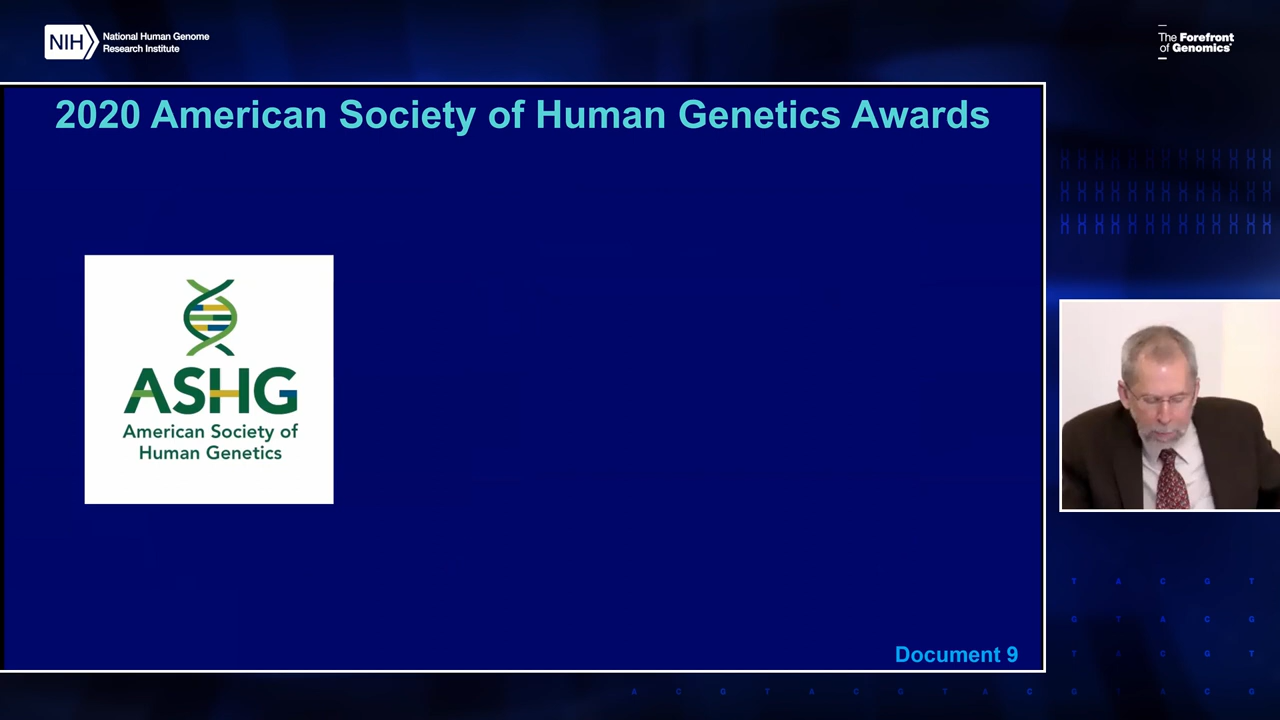 NIH
National Human Genome
Research Institute
The Forefront
of Genomics®
2020 American Society of Human Genetics Awards
ASHG
American Society of
Human Genetics
Document 9
T A C G T
G T A C G
T A C G T
A C G T A C G T A C G T A C G